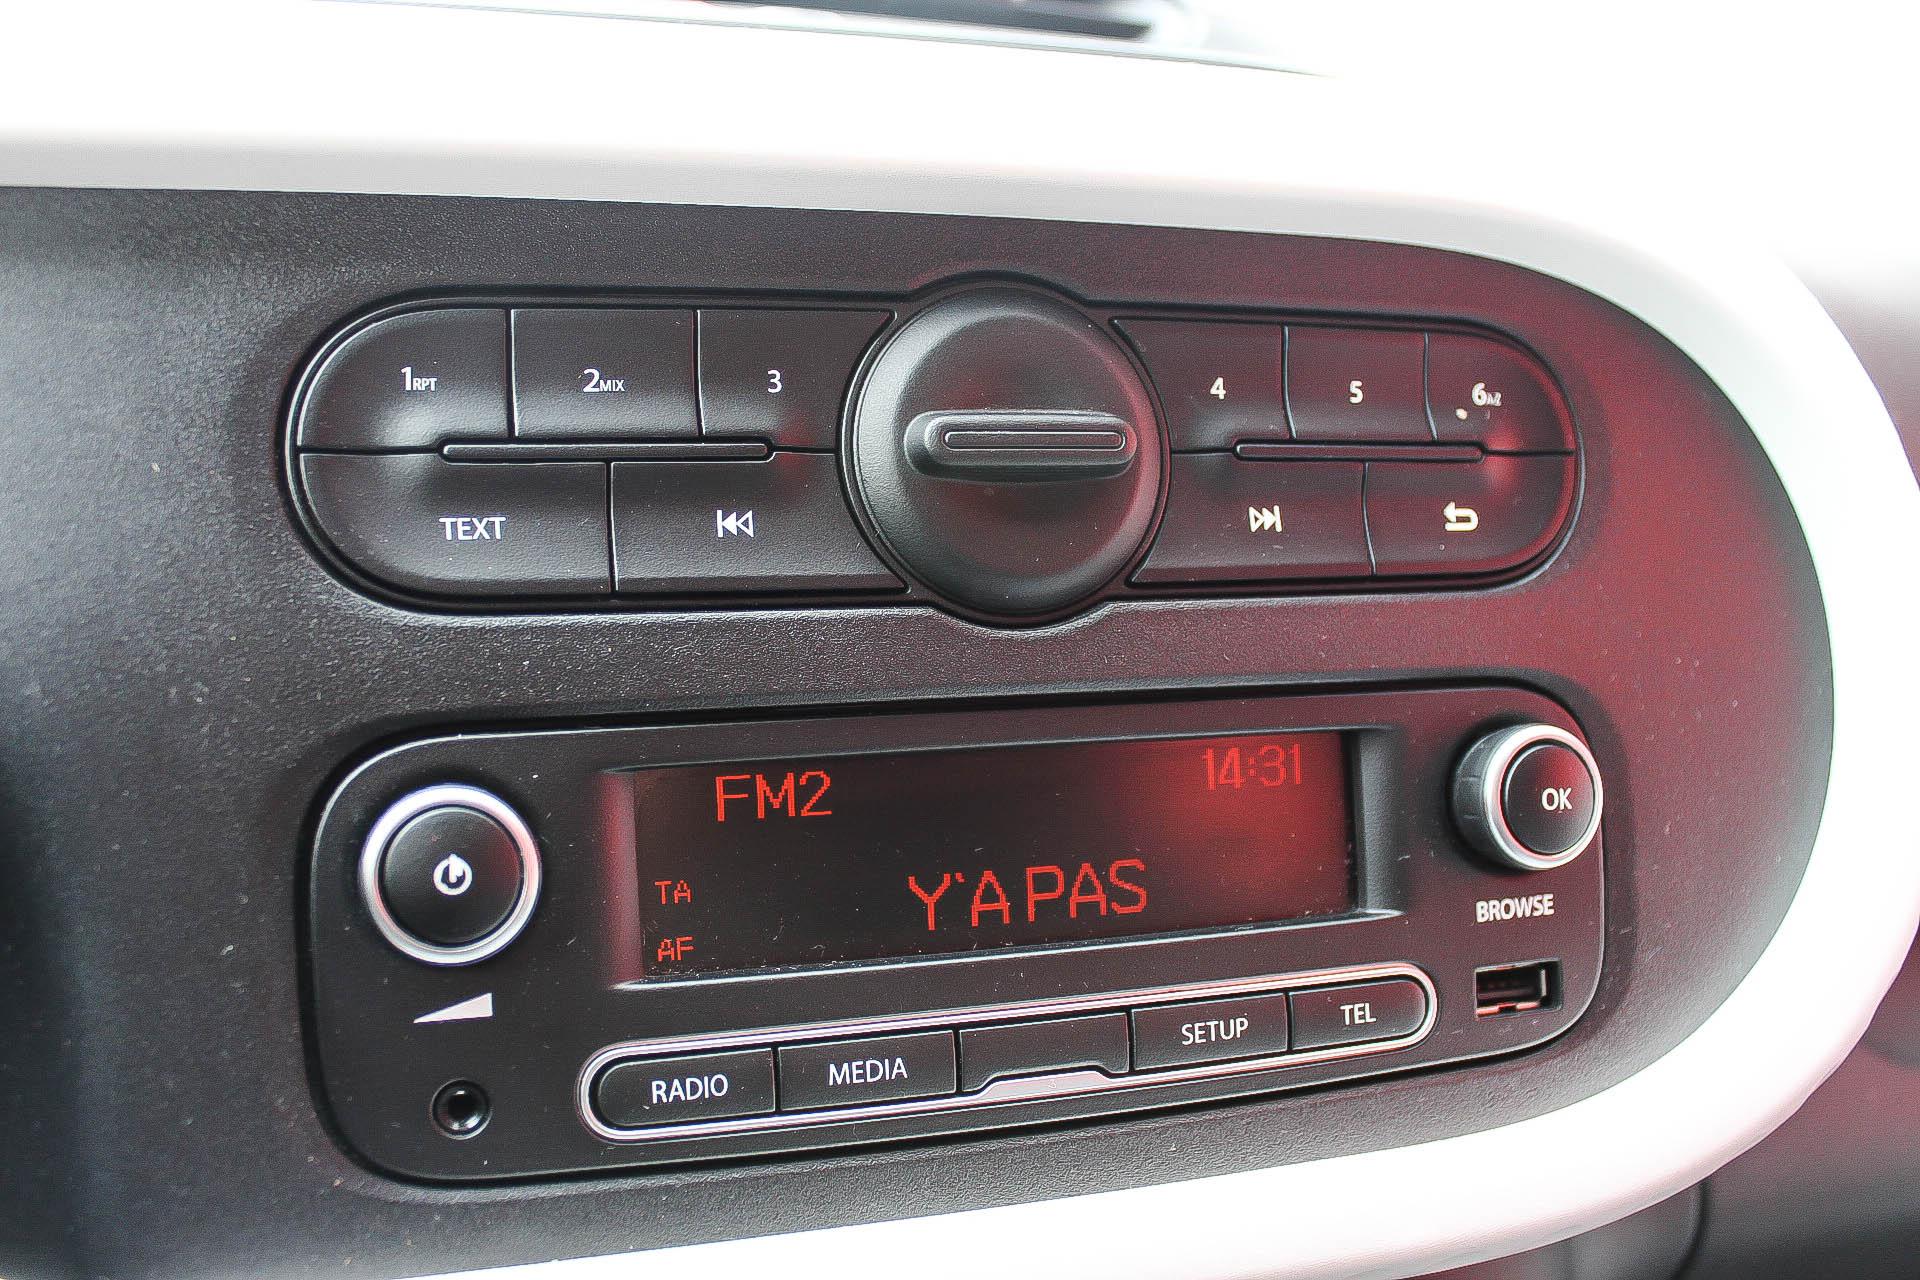 1RPT 2MIX 3 4 5 6
TEXT
FM2 14:31
OK
TA Y'A PAS
AF
BROWSE
RADIO MEDIA SETUP TEL